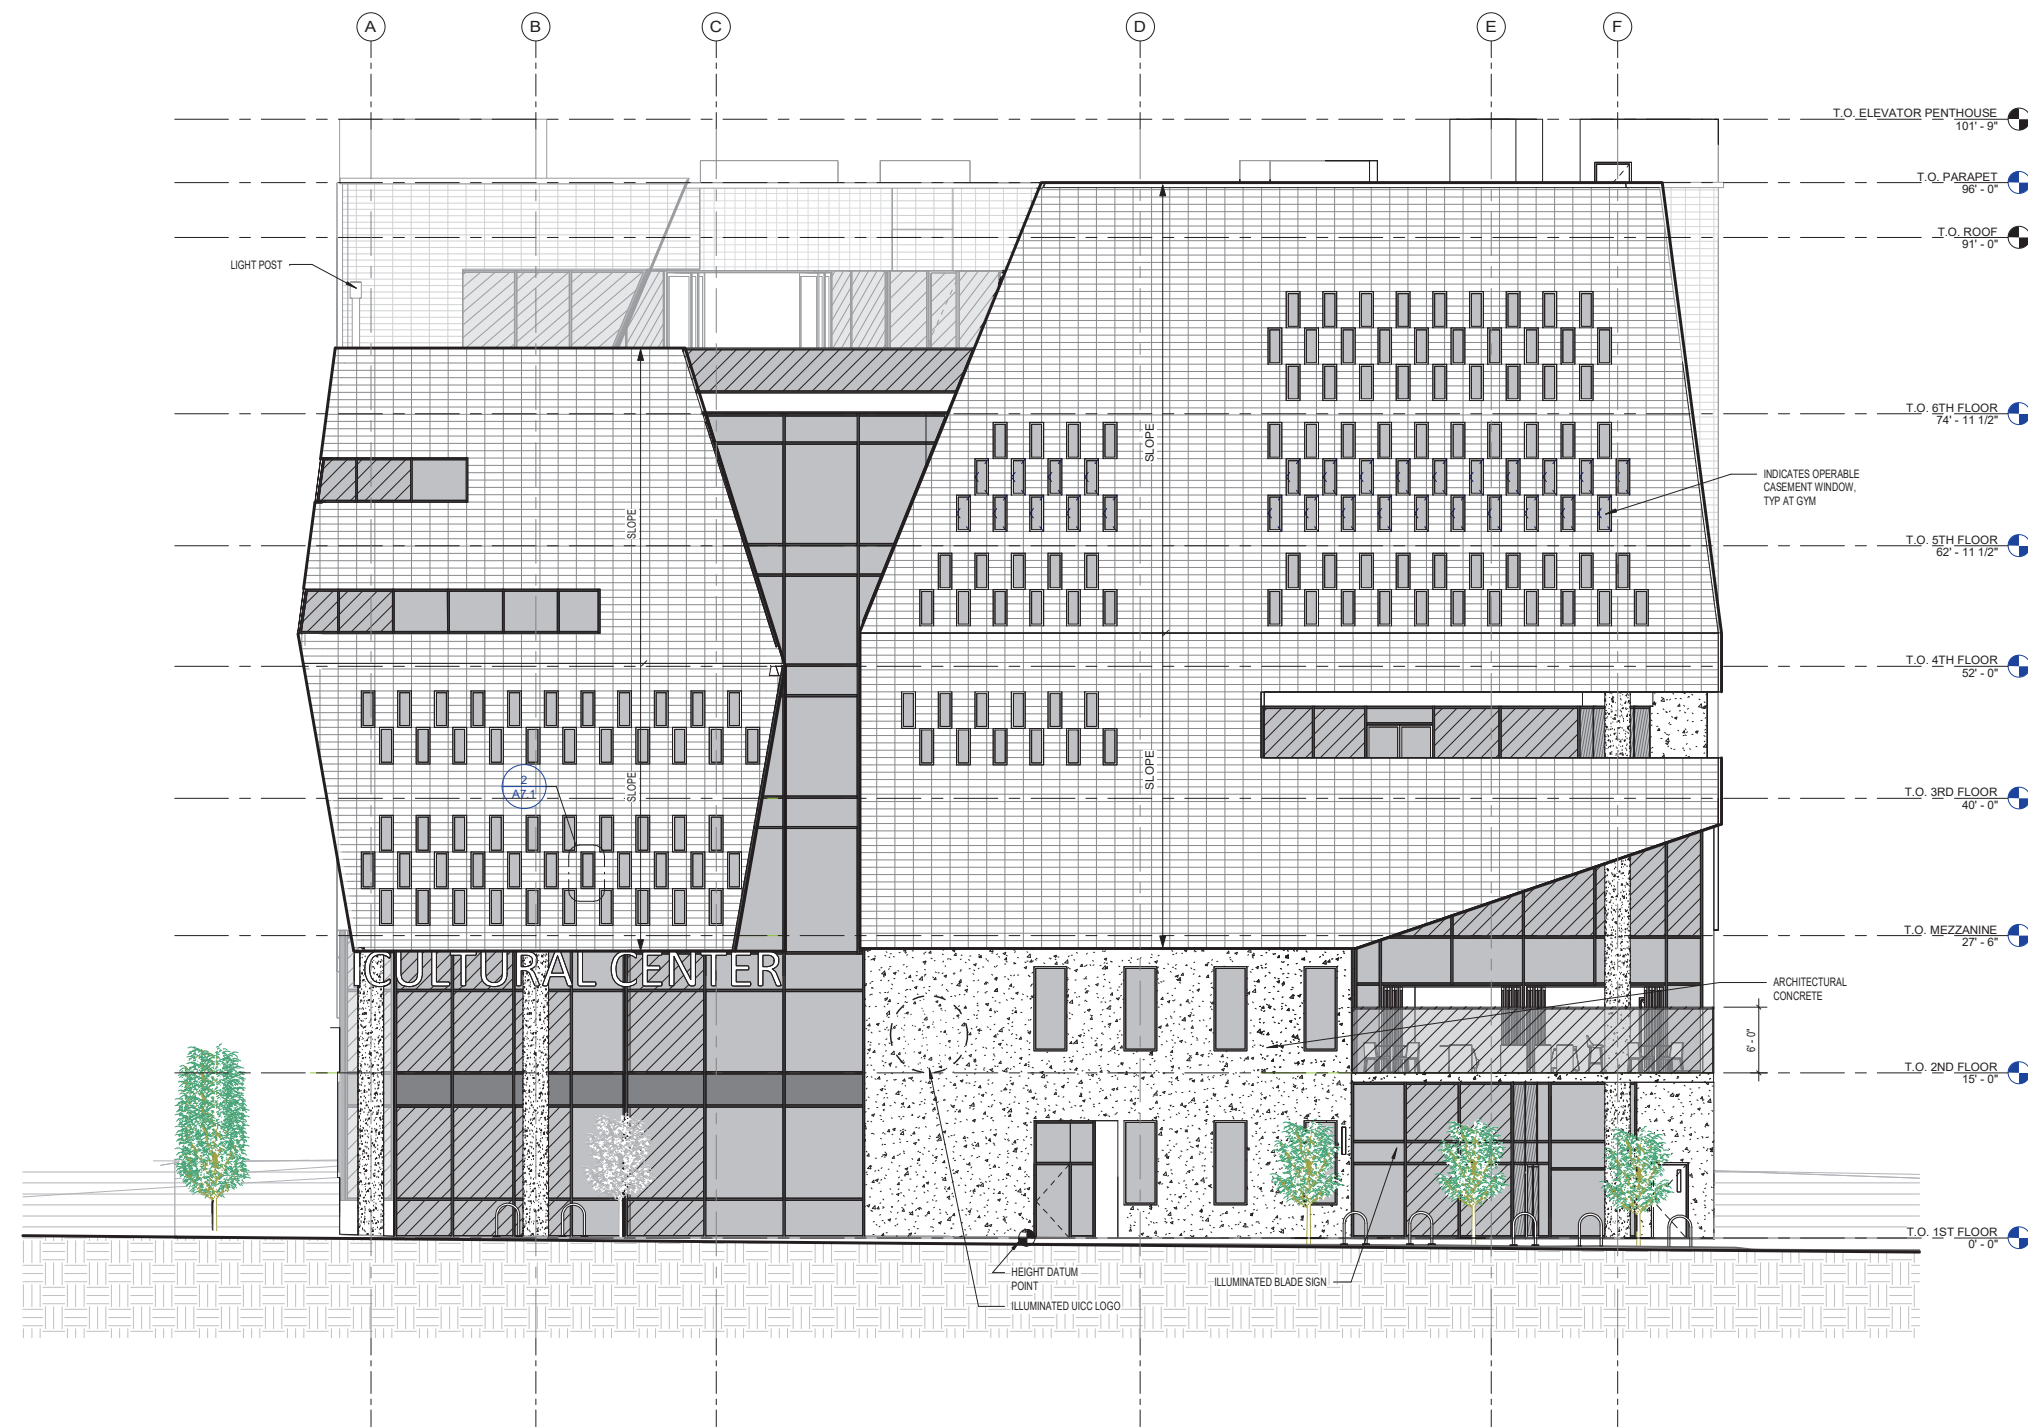 A B C D E F
T.O. ELEVATOR PENTHOUSE
101' - 9"
T.O. PARAPET
96' - 0"
T.O. ROOF
91' - 0"
LIGHT POST
T.O. 6TH FLOOR
74' - 11 1/2"
SLOPE
INDICATES OPERABLE
CASEMENT WINDOW,
TYP AT GYM
SLOPE
T.O. 5TH FLOOR
62' - 11 1/2"
T.O. 4TH FLOOR
52' - 0"
SLOPE
SLOPE
2
A7.1
T.O. 3RD FLOOR
40' - 0"
T.O. MEZZANINE
27' - 6"
CULTURAL CENTER
ARCHITECTURAL
CONCRETE
6' - 0"
T.O. 2ND FLOOR
15' - 0"
T.O. 1ST FLOOR
0' - 0"
HEIGHT DATUM
POINT
ILLUMINATED BLADE SIGN
ILLUMINATED UICC LOGO